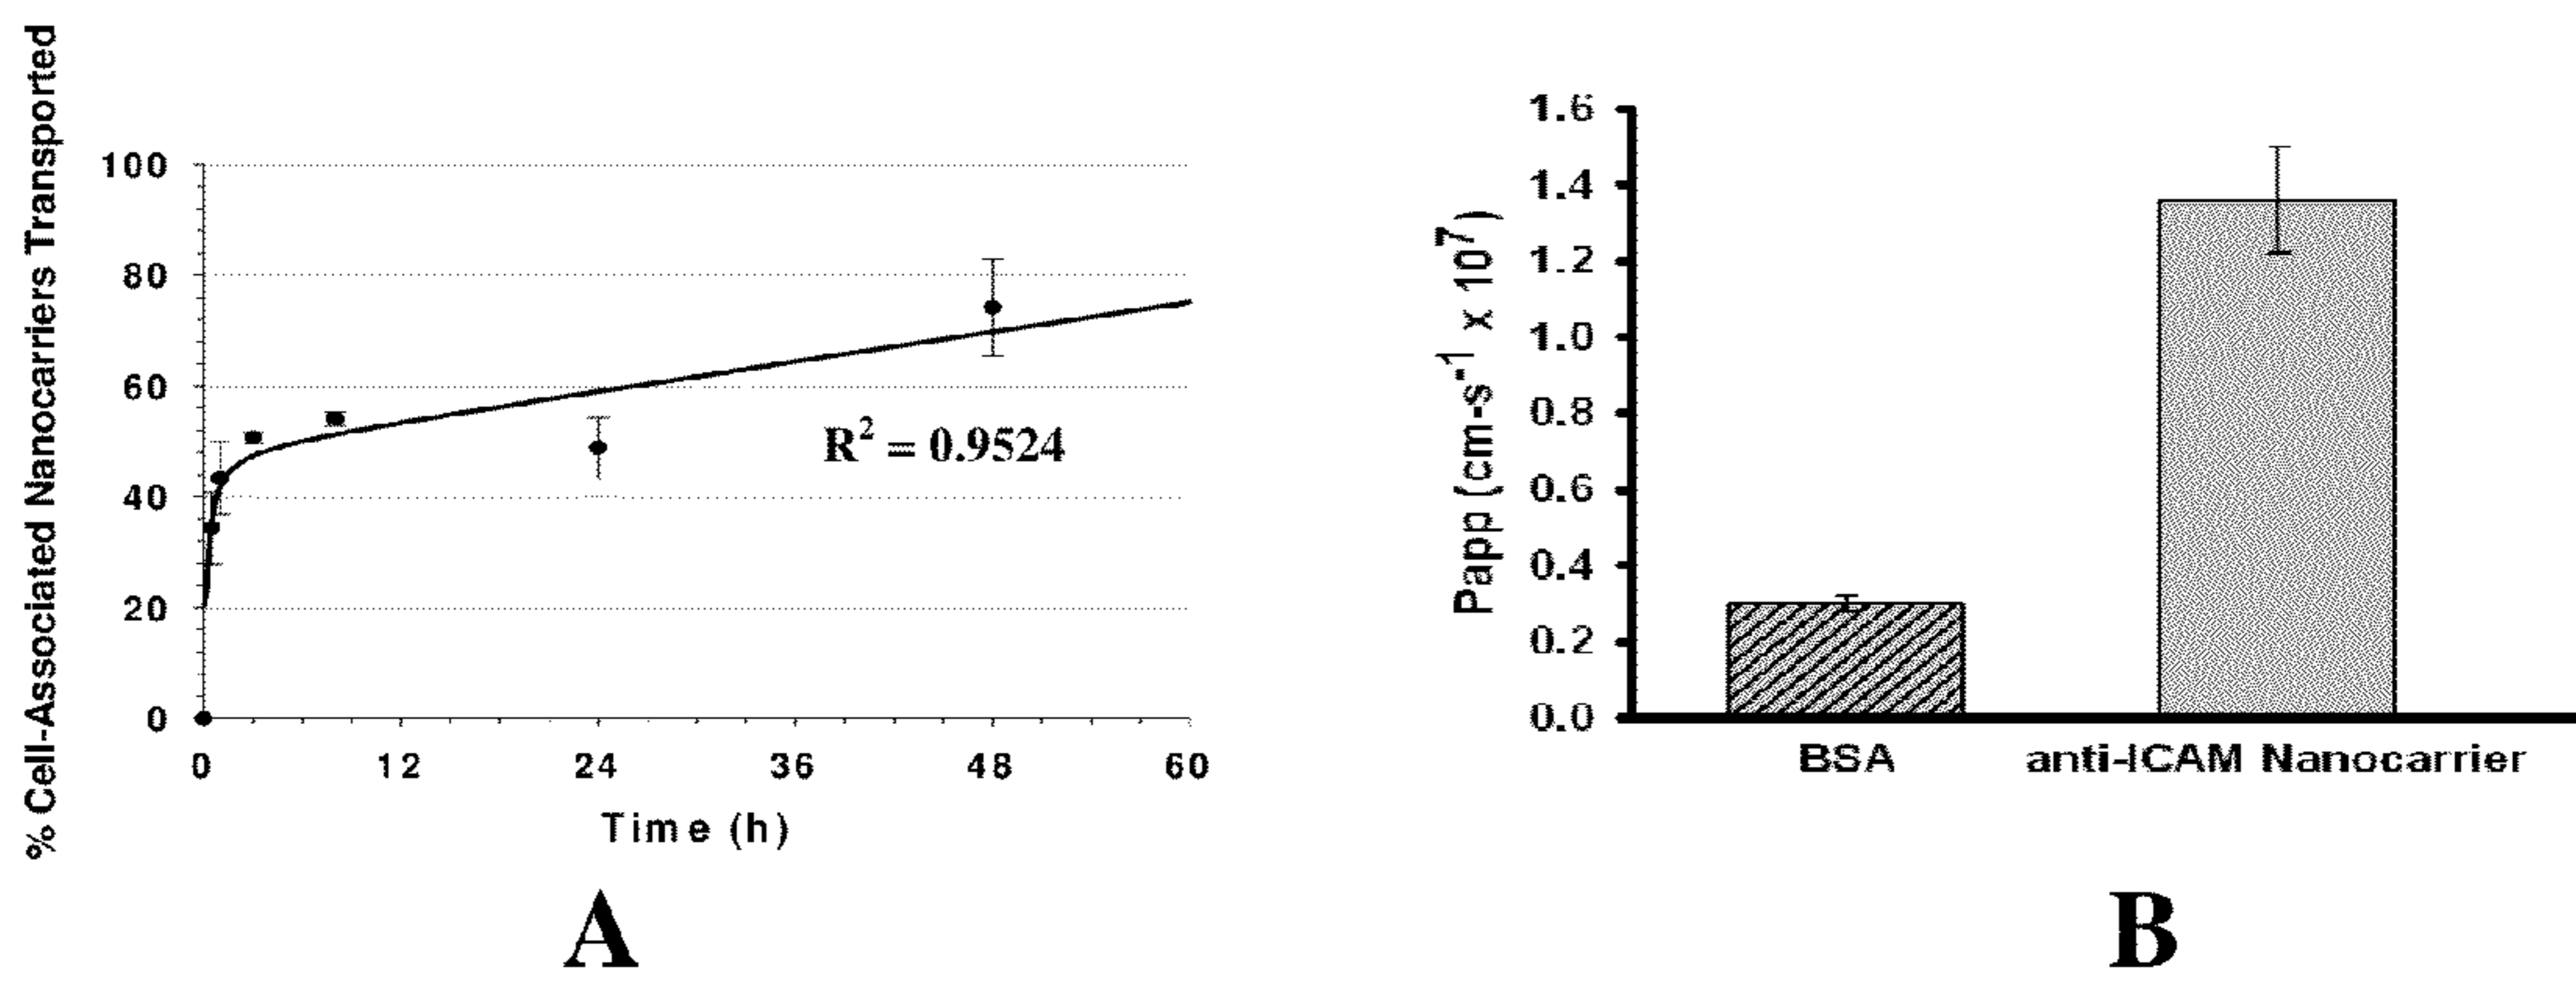 % Cell-Associated Nanocarriers Transported
100
80
60
40
20
0
0 12 24 36 48 60
Time (h)
R² = 0.9524
A
Papp (cm-s⁻¹ x 10⁷)
1.6
1.4
1.2
1.0
0.8
0.6
0.4
0.2
0.0
BSA anti-ICAM Nanocarrier
B